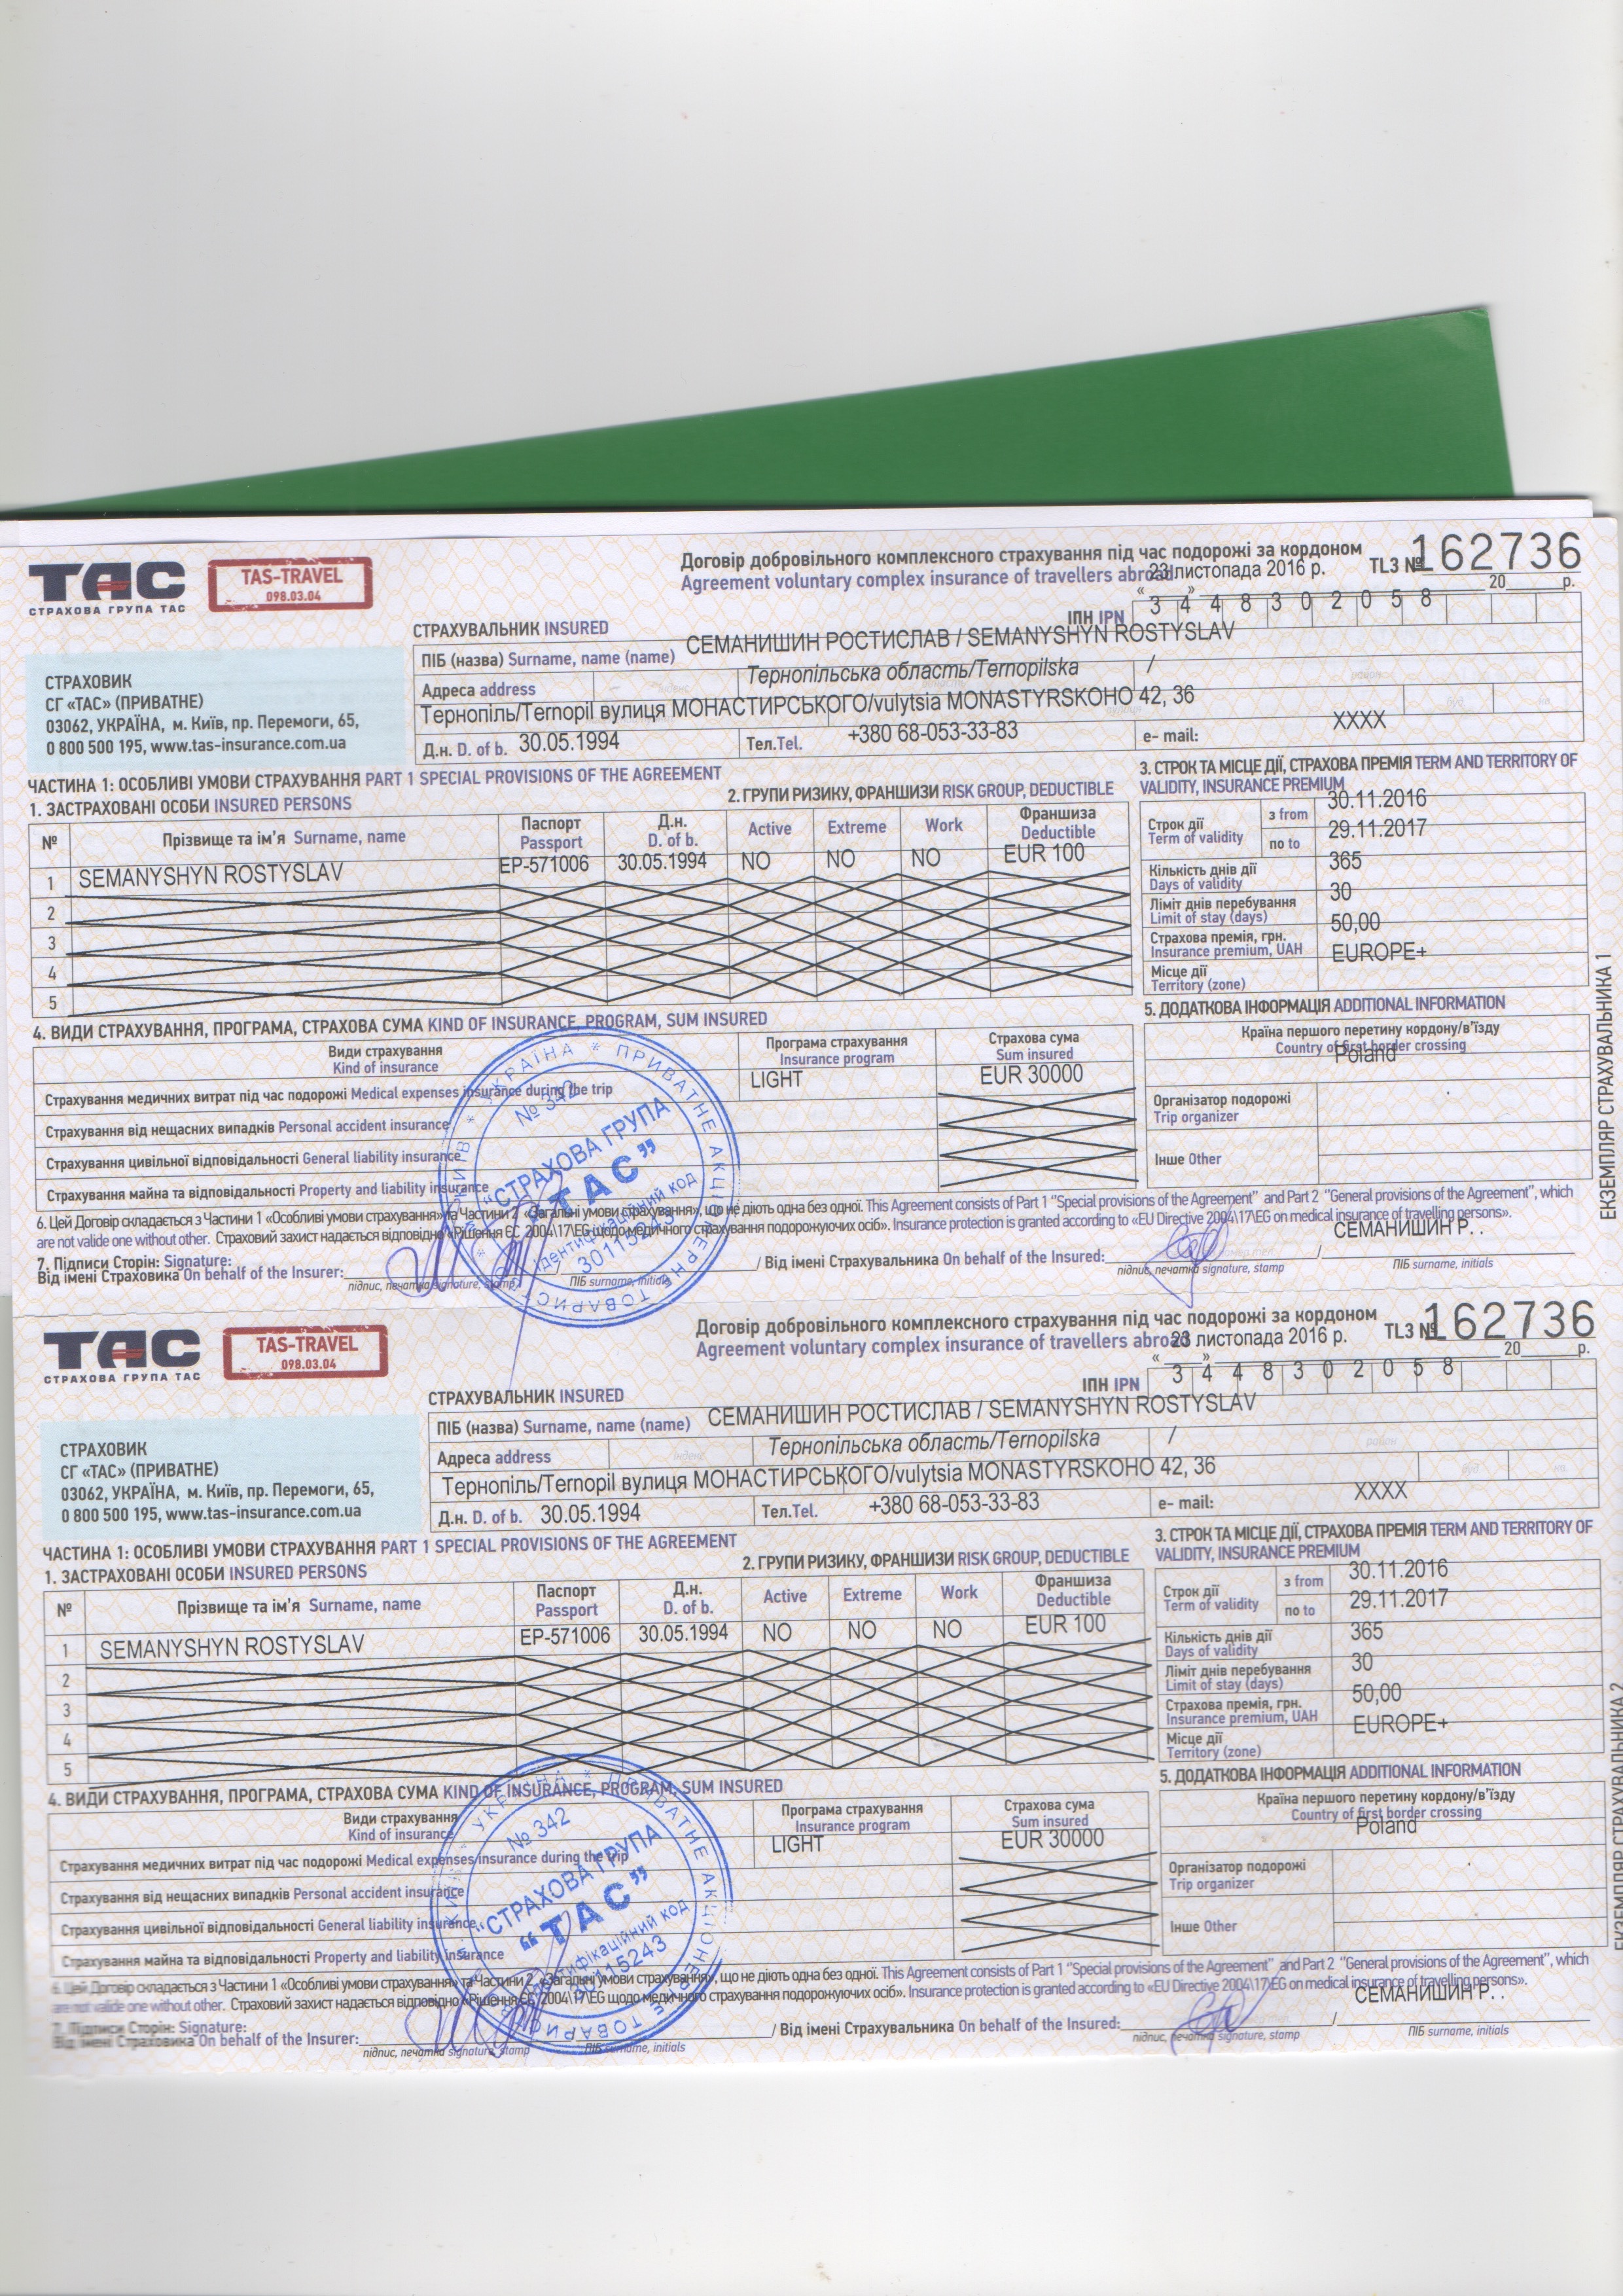 ТАС
СТРАХОВА ГРУПА ТАС
TAS-TRAVEL
098.03.04
Договір добровільного комплексного страхування під час подорожі за кордоном
Agreement voluntary complex insurance of travellers abroad
TL3 № 162736
23 листопада 2016 р.
« » 20 р.
ІПН IPN 3 4 4 8 3 0 2 0 5 8
СТРАХОВИК
СГ «ТАС» (ПРИВАТНЕ)
03062, УКРАЇНА, м. Київ, пр. Перемоги, 65,
0 800 500 195, www.tas-insurance.com.ua
СТРАХУВАЛЬНИК INSURED
ПІБ (назва) Surname, name (name) СЕМАНИШИН РОСТИСЛАВ / SEMANYSHYN ROSTYSLAV
Адреса address Тернопільська область/Ternopilska / район
Тернопіль/Ternopil вулиця МОНАСТИРСЬКОГО/vulytsia MONASTYRSKOHO 42, 36
Д.н. D. of b. 30.05.1994 Тел.Tel. +380 68-053-33-83 e- mail: XXXX
ЧАСТИНА 1: ОСОБЛИВІ УМОВИ СТРАХУВАННЯ PART 1 SPECIAL PROVISIONS OF THE AGREEMENT
1. ЗАСТРАХОВАНІ ОСОБИ INSURED PERSONS
2. ГРУПИ РИЗИКУ, ФРАНШИЗИ RISK GROUP, DEDUCTIBLE
№ Прізвище та ім’я Surname, name Паспорт Passport Д.н. D. of b. Active Extreme Work Франшиза Deductible
1 SEMANYSHYN ROSTYSLAV EP-571006 30.05.1994 NO NO NO EUR 100
2
3
4
5
3. СТРОК ТА МІСЦЕ ДІЇ, СТРАХОВА ПРЕМІЯ TERM AND TERRITORY OF
VALIDITY, INSURANCE PREMIUM
Строк дії Term of validity з from 30.11.2016
по to 29.11.2017
Кількість днів дії Days of validity 365
Ліміт днів перебування Limit of stay (days) 30
Страхова премія, грн. Insurance premium, UAH 50,00
Місце дії Territory (zone) EUROPE+
4. ВИДИ СТРАХУВАННЯ, ПРОГРАМА, СТРАХОВА СУМА KIND OF INSURANCE, PROGRAM, SUM INSURED
Види страхування Kind of insurance Програма страхування Insurance program Страхова сума Sum insured
Страхування медичних витрат під час подорожі Medical expenses insurance during the trip LIGHT EUR 30000
Страхування від нещасних випадків Personal accident insurance
Страхування цивільної відповідальності General liability insurance
Страхування майна та відповідальності Property and liability insurance
5. ДОДАТКОВА ІНФОРМАЦІЯ ADDITIONAL INFORMATION
Країна першого перетину кордону/в’їзду
Country of first border crossing
Poland
Організатор подорожі
Trip organizer
Інше Other
6. Цей Договір складається з Частини 1 «Особливі умови страхування» та Частини 2 «Загальні умови страхування», що не діють одна без одної. This Agreement consists of Part 1 "Special provisions of the Agreement" and Part 2 "General provisions of the Agreement", which
are not valide one without other. Страховий захист надається відповідно «Рішення ЄС 2004\17\EG щодо медичного страхування подорожуючих осіб». Insurance protection is granted according to «EU Directive 2004\17\EG on medical insurance of travelling persons».
7. Підписи Сторін: Signature:
Від імені Страховика On behalf of the Insurer: / Від імені Страхувальника On behalf of the Insured: / СЕМАНИШИН Р. .
підпис, печатка signature, stamp ПІБ surname, initials підпис, печатка signature, stamp ПІБ surname, initials
УКРАЇНА * ПРИВАТНЕ АКЦІОНЕРНЕ ТОВАРИСТВО * КИЇВ *
№ 342
“СТРАХОВА ГРУПА
“ТАС”
Ідентифікаційний код
30115243
ЕКЗЕМПЛЯР СТРАХУВАЛЬНИКА 1
ТАС
СТРАХОВА ГРУПА ТАС
TAS-TRAVEL
098.03.04
Договір добровільного комплексного страхування під час подорожі за кордоном
Agreement voluntary complex insurance of travellers abroad
TL3 № 162736
23 листопада 2016 р.
« » 20 р.
ІПН IPN 3 4 4 8 3 0 2 0 5 8
СТРАХОВИК
СГ «ТАС» (ПРИВАТНЕ)
03062, УКРАЇНА, м. Київ, пр. Перемоги, 65,
0 800 500 195, www.tas-insurance.com.ua
СТРАХУВАЛЬНИК INSURED
ПІБ (назва) Surname, name (name) СЕМАНИШИН РОСТИСЛАВ / SEMANYSHYN ROSTYSLAV
Адреса address індекс Тернопільська область/Ternopilska / район
Тернопіль/Ternopil вулиця МОНАСТИРСЬКОГО/vulytsia MONASTYRSKOHO 42, 36 буд. кв.
Д.н. D. of b. 30.05.1994 Тел.Tel. +380 68-053-33-83 e- mail: XXXX
ЧАСТИНА 1: ОСОБЛИВІ УМОВИ СТРАХУВАННЯ PART 1 SPECIAL PROVISIONS OF THE AGREEMENT
1. ЗАСТРАХОВАНІ ОСОБИ INSURED PERSONS
2. ГРУПИ РИЗИКУ, ФРАНШИЗИ RISK GROUP, DEDUCTIBLE
№ Прізвище та ім’я Surname, name Паспорт Passport Д.н. D. of b. Active Extreme Work Франшиза Deductible
1 SEMANYSHYN ROSTYSLAV EP-571006 30.05.1994 NO NO NO EUR 100
2
3
4
5
3. СТРОК ТА МІСЦЕ ДІЇ, СТРАХОВА ПРЕМІЯ TERM AND TERRITORY OF
VALIDITY, INSURANCE PREMIUM
Строк дії Term of validity з from 30.11.2016
по to 29.11.2017
Кількість днів дії Days of validity 365
Ліміт днів перебування Limit of stay (days) 30
Страхова премія, грн. Insurance premium, UAH 50,00
Місце дії Territory (zone) EUROPE+
4. ВИДИ СТРАХУВАННЯ, ПРОГРАМА, СТРАХОВА СУМА KIND OF INSURANCE, PROGRAM, SUM INSURED
Види страхування Kind of insurance Програма страхування Insurance program Страхова сума Sum insured
Страхування медичних витрат під час подорожі Medical expenses insurance during the trip LIGHT EUR 30000
Страхування від нещасних випадків Personal accident insurance
Страхування цивільної відповідальності General liability insurance
Страхування майна та відповідальності Property and liability insurance
5. ДОДАТКОВА ІНФОРМАЦІЯ ADDITIONAL INFORMATION
Країна першого перетину кордону/в’їзду
Country of first border crossing
Poland
Організатор подорожі
Trip organizer
Інше Other
6. Цей Договір складається з Частини 1 «Особливі умови страхування» та Частини 2 «Загальні умови страхування», що не діють одна без одної. This Agreement consists of Part 1 "Special provisions of the Agreement" and Part 2 "General provisions of the Agreement", which
are not valide one without other. Страховий захист надається відповідно «Рішення ЄС 2004\17\EG щодо медичного страхування подорожуючих осіб». Insurance protection is granted according to «EU Directive 2004\17\EG on medical insurance of travelling persons».
7. Підписи Сторін: Signature:
Від імені Страховика On behalf of the Insurer: / Від імені Страхувальника On behalf of the Insured: / СЕМАНИШИН Р. .
підпис, печатка signature, stamp ПІБ surname, initials підпис, печатка signature, stamp ПІБ surname, initials
УКРАЇНА * ПРИВАТНЕ АКЦІОНЕРНЕ ТОВАРИСТВО * КИЇВ
№ 342
“СТРАХОВА ГРУПА
“ТАС”
Ідентифікаційний код
30115243
ЕКЗЕМПЛЯР СТРАХУВАЛЬНИКА 2